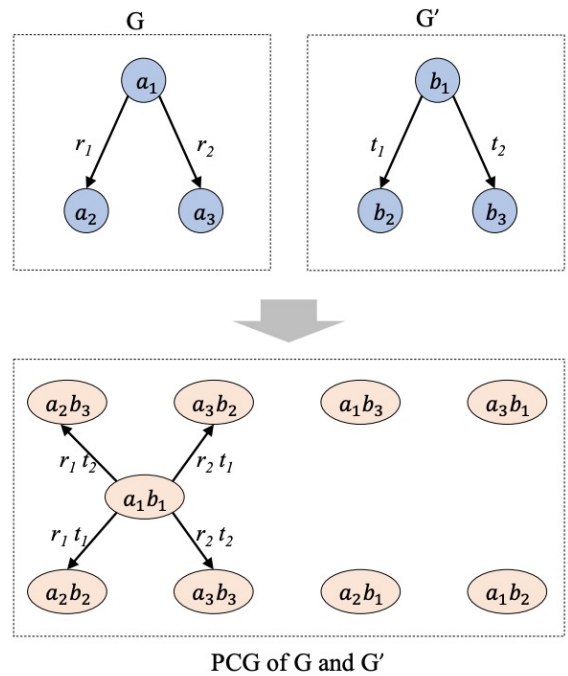 G G′
a₁ b₁
r₁ r₂ t₁ t₂
a₂ a₃ b₂ b₃
a₂b₃ a₃b₂ a₁b₃ a₃b₁
r₁ t₂ r₂ t₁
a₁b₁
r₁ t₁ r₂ t₂
a₂b₂ a₃b₃ a₂b₁ a₁b₂
PCG of G and G′